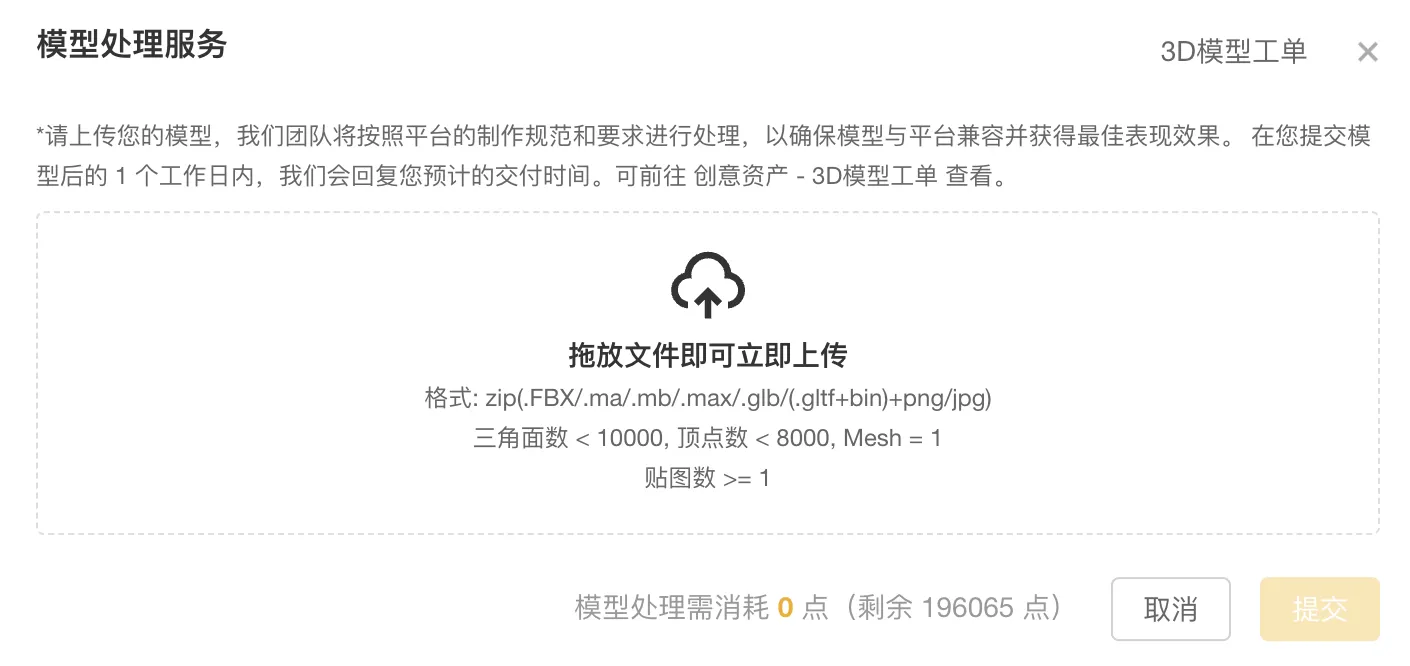 模型处理服务
3D模型工单
*请上传您的模型，我们团队将按照平台的制作规范和要求进行处理，以确保模型与平台兼容并获得最佳表现效果。 在您提交模
型后的 1 个工作日内，我们会回复您预计的交付时间。可前往 创意资产 - 3D模型工单 查看。
拖放文件即可立即上传
格式: zip(.FBX/.ma/.mb/.max/.glb/(.gltf+bin)+png/jpg)
三角面数 < 10000, 顶点数 < 8000, Mesh = 1
贴图数 >= 1
模型处理需消耗 0 点（剩余 196065 点）
取消
提交